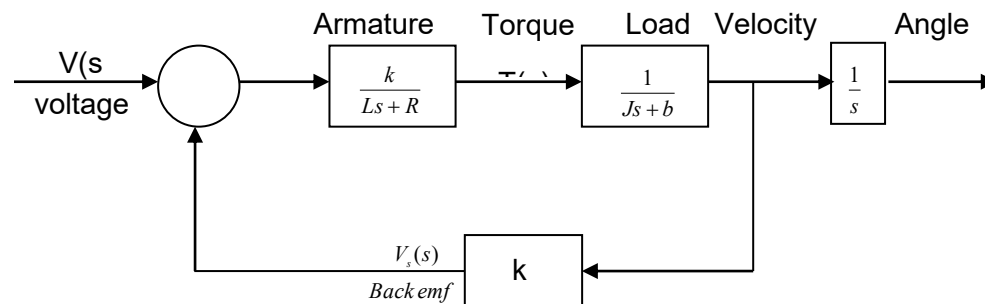 Armature Torque Load Velocity Angle
V(s
voltage
k
Ls + R
1
Js + b
1
s
V_s(s)
Back emf
k